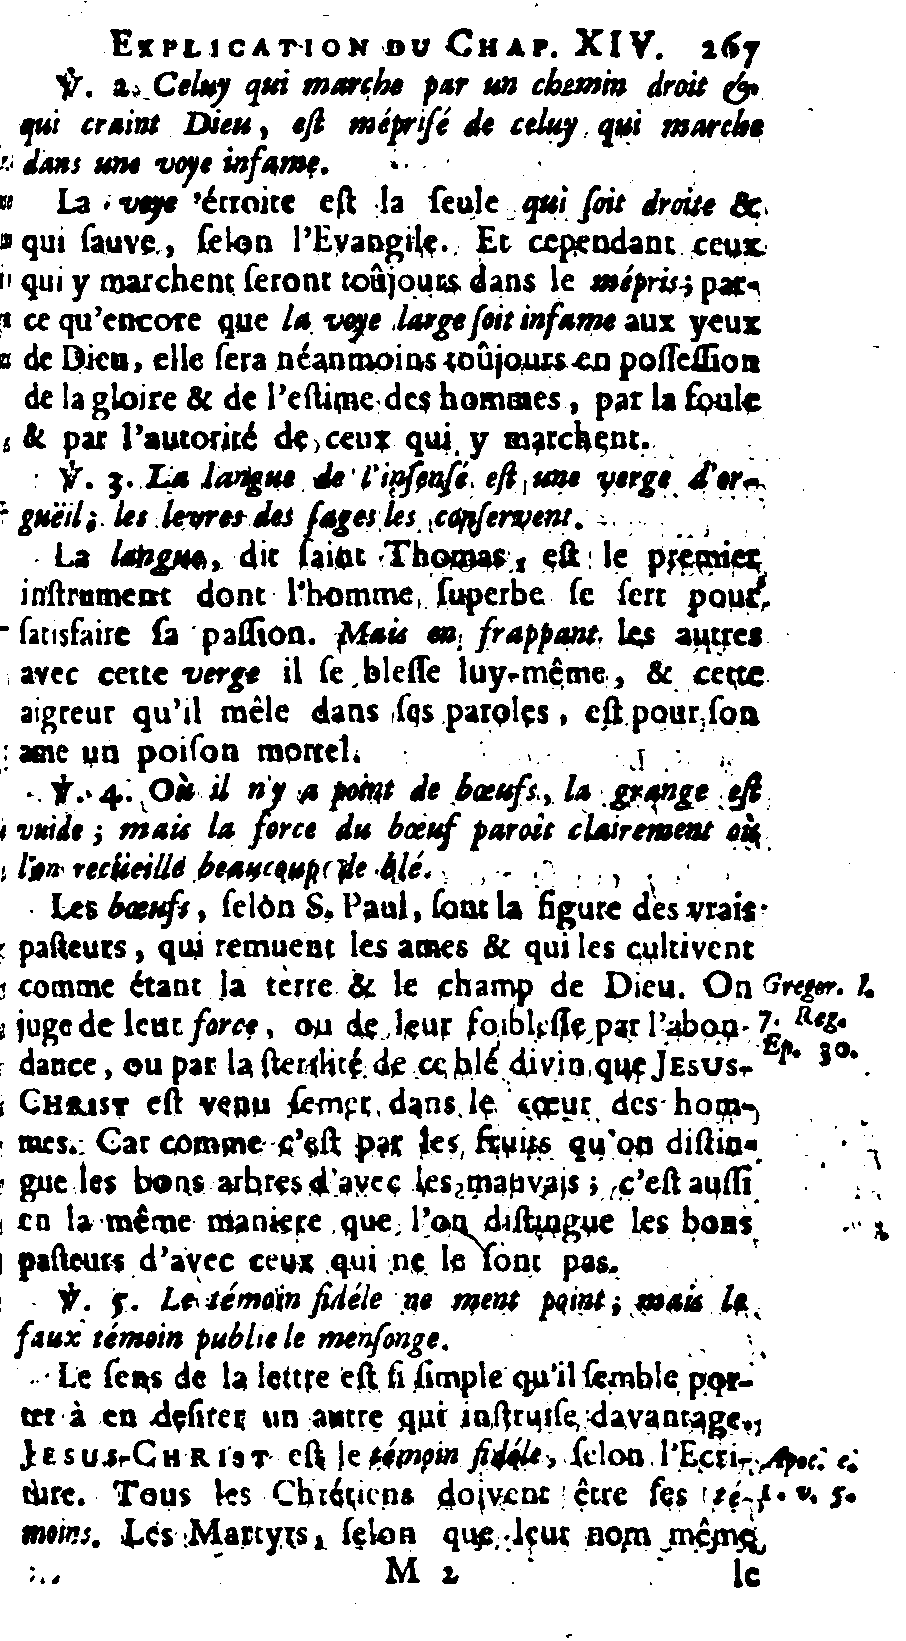 EXPLICATION DU CHAP. XIV. 267
℣. 2. Celuy qui marche par un chemin droit &
qui craint Dieu, eſt mépriſé de celuy qui marche
dans une voye infame.
La voye étroite eſt la ſeule qui ſoit droite &
qui ſauve, ſelon l'Evangile. Et cependant ceux
qui y marchent ſeront toûjours dans le mépris; par-
ce qu'encore que la voye large ſoit infame aux yeux
de Dieu, elle ſera néanmoins toûjours en poſſeſſion
de la gloire & de l'eſtime des hommes, par la foule
& par l'autorité de ceux qui y marchent.
℣. 3. La langue de l'inſenſé eſt une verge d'or-
guëil; les levres des ſages les conſervent.
La langue, dit ſaint Thomas, eſt le premier
inſtrument dont l'homme ſuperbe ſe ſert pour
ſatisfaire ſa paſſion. Mais en frappant les autres
avec cette verge il ſe bleſſe luy-même, & cette
aigreur qu'il mêle dans ſes paroles, eſt pour ſon
ame un poiſon mortel.
℣. 4. Où il n'y a point de bœufs, la grange eſt
vuide; mais la force du bœuf paroît clairement où
l'on recüeille beaucoup de blé.
Les bœufs, ſelon S. Paul, ſont la figure des vrais
paſteurs, qui remuent les ames & qui les cultivent
comme étant la terre & le champ de Dieu. On
juge de leur force, ou de leur foibleſſe par l'abon-
dance, ou par la ſterilité de ce blé divin que JESUS-
CHRIST eſt venu ſemer dans le cœur des hom-
mes. Car comme c'eſt par les fruits qu'on diſtin-
gue les bons arbres d'avec les mauvais; c'eſt auſſi
en la même maniere que l'on diſtingue les bons
paſteurs d'avec ceux qui ne le ſont pas.
℣. 5. Le témoin fidéle ne ment point; mais le
faux témoin publie le menſonge.
Le ſens de la lettre eſt ſi ſimple qu'il ſemble por-
ter à en deſirer un autre qui inſtruiſe davantage.
JESUS-CHRIST eſt le témoin fidéle, ſelon l'Ecri-
ture. Tous les Chrétiens doivent être ſes té-
moins. Les Martyrs, ſelon que leur nom même
M 2 le
Gregor. l.
7. Reg.
Ep. 30.
Apoc. c.
1. v. 5.